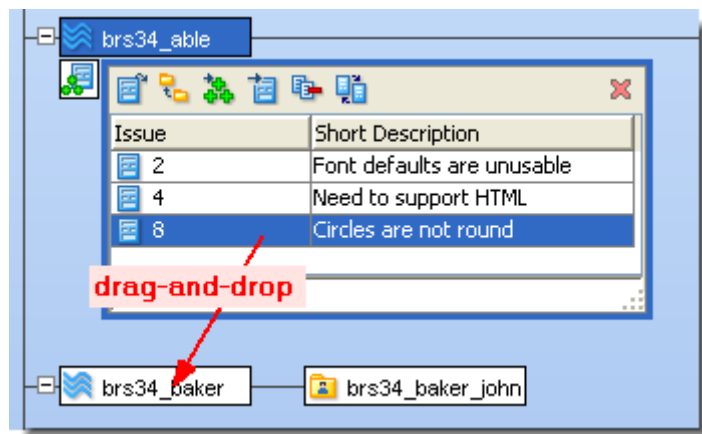 brs34_able
Issue Short Description
2 Font defaults are unusable
4 Need to support HTML
8 Circles are not round
drag-and-drop
brs34_baker brs34_baker_john